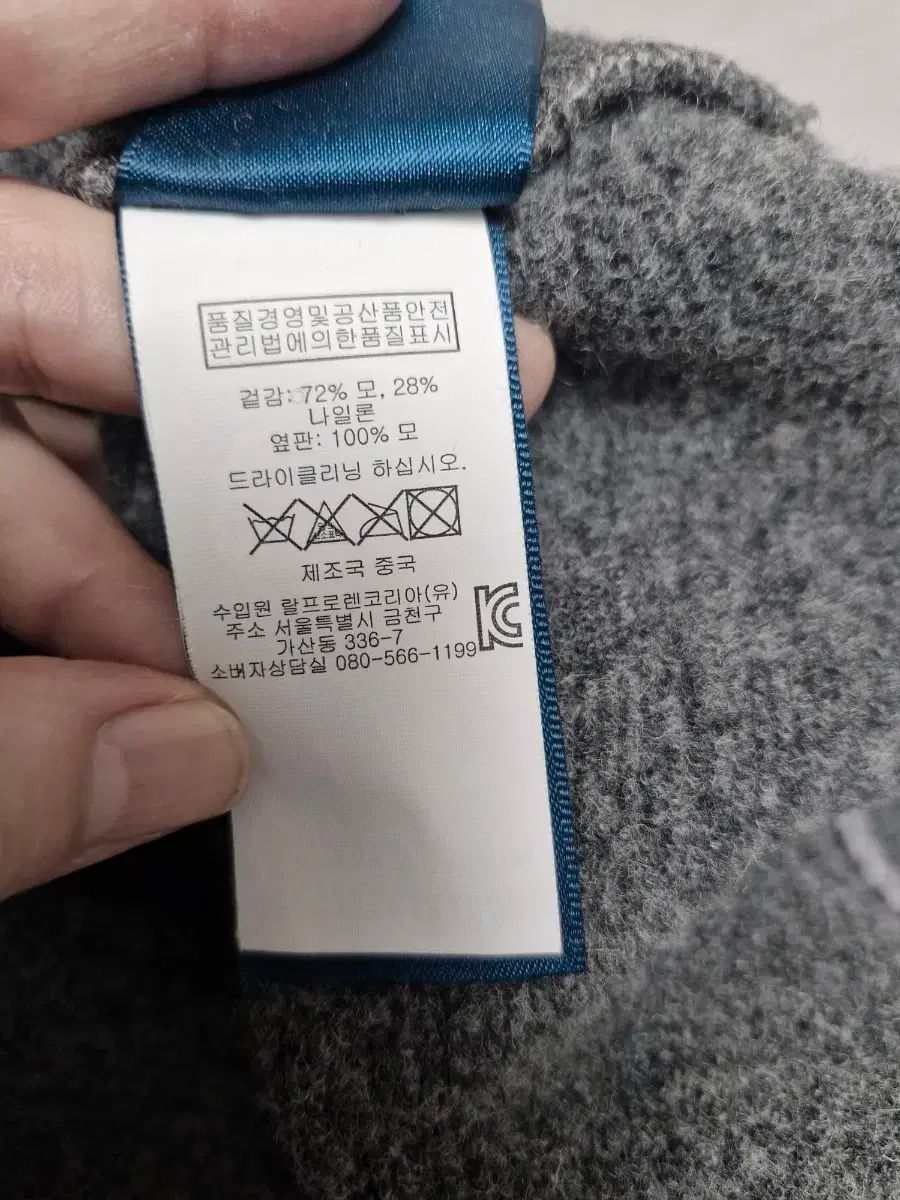 품질경영및공산품안전
관리법에의한품질표시
겉감: 72% 모, 28%
나일론
옆판: 100% 모
드라이클리닝 하십시오.
제조국 중국
수입원 랄프로렌코리아(유)
주소 서울특별시 금천구
가산동 336-7
소비자상담실 080-566-1199